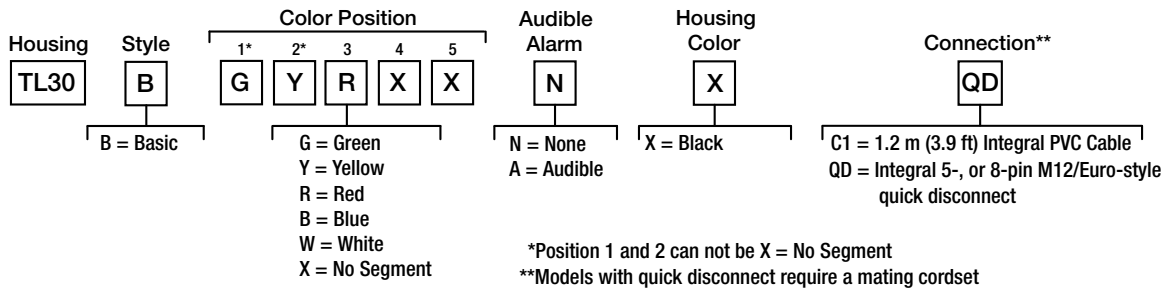 Color Position
Audible Alarm
Housing Color
Housing
Style
1* 2* 3 4 5
Connection**
TL30 B G Y R X X N X QD
B = Basic
G = Green
Y = Yellow
R = Red
B = Blue
W = White
X = No Segment
N = None
A = Audible
X = Black
C1 = 1.2 m (3.9 ft) Integral PVC Cable
QD = Integral 5-, or 8-pin M12/Euro-style
quick disconnect
*Position 1 and 2 can not be X = No Segment
**Models with quick disconnect require a mating cordset